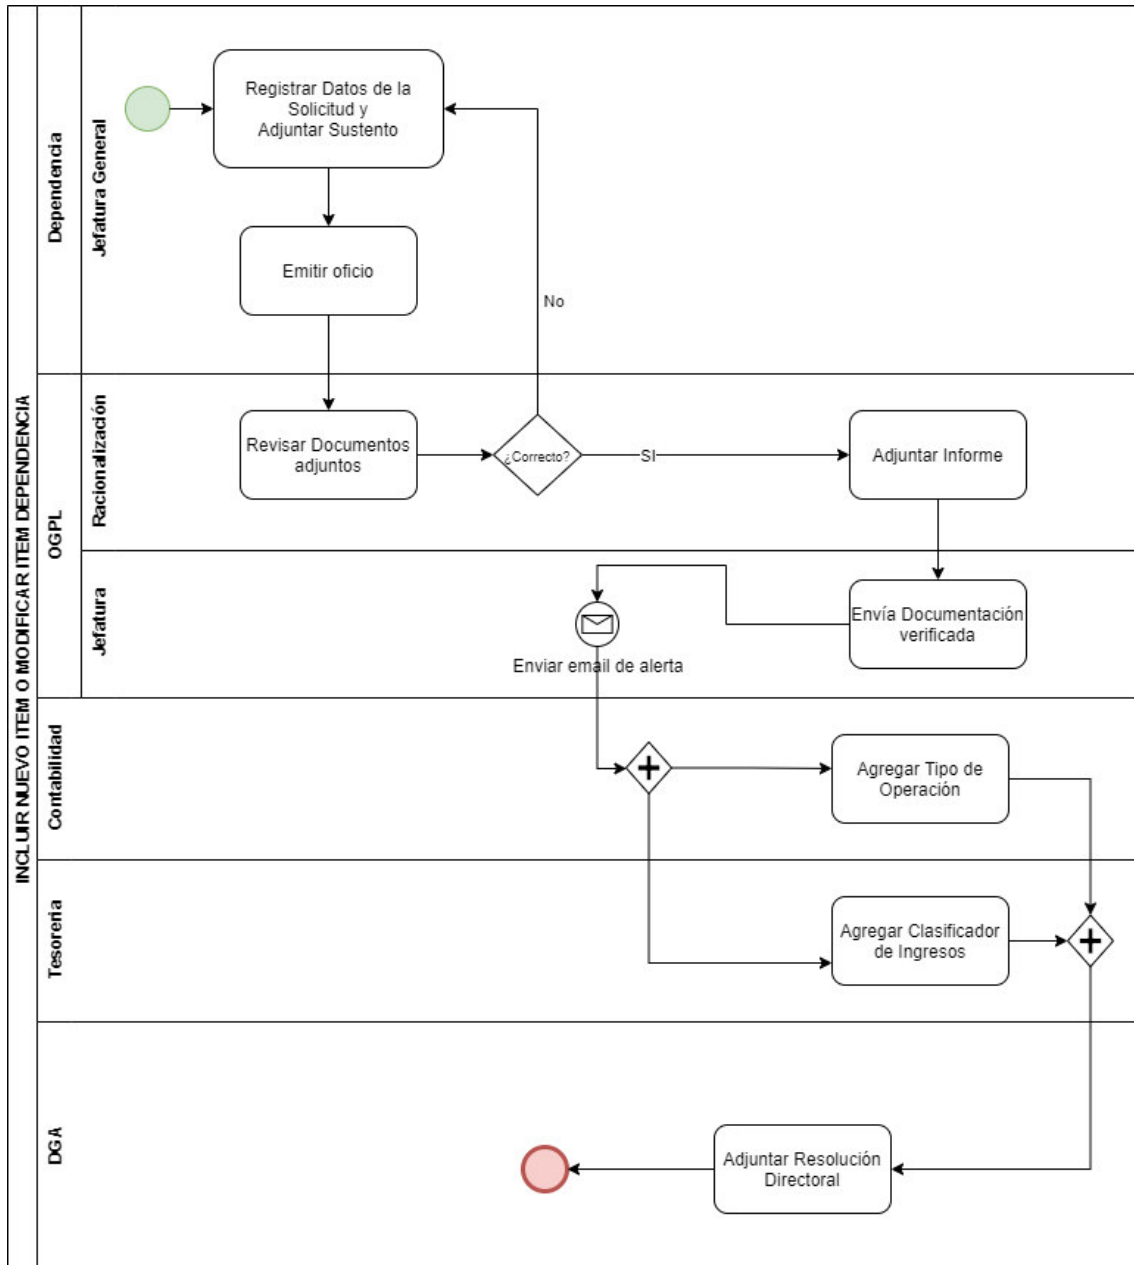 INCLUIR NUEVO ITEM O MODIFICAR ITEM DEPENDENCIA
Dependencia
Jefatura General
Registrar Datos de la
Solicitud y
Adjuntar Sustento
Emitir oficio
No
OGPL
Racionalización
Revisar Documentos
adjuntos
¿Correcto?
SI
Adjuntar Informe
Jefatura
Envía Documentación
verificada
Enviar email de alerta
Contabilidad
Agregar Tipo de
Operación
Tesoreria
Agregar Clasificador
de Ingresos
DGA
Adjuntar Resolución
Directoral